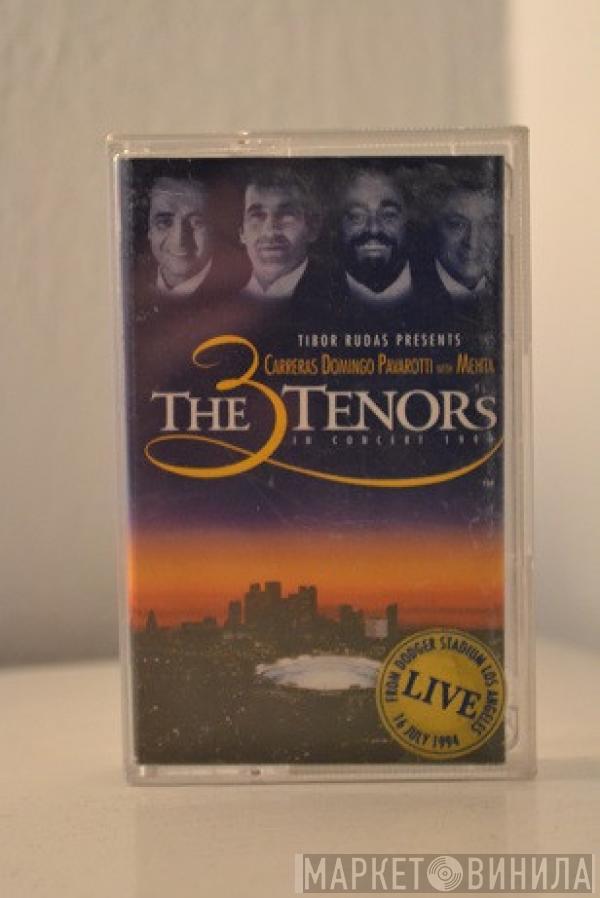 TIBOR RUDAS PRESENTS
CARRERAS DOMINGO PAVAROTTI WITH MEHTA
THE 3 TENORS
IN CONCERT 1994
TM
FROM DODGER STADIUM LOS ANGELES
LIVE
16 JULY 1994
МАРКЕТ ВИНИЛА